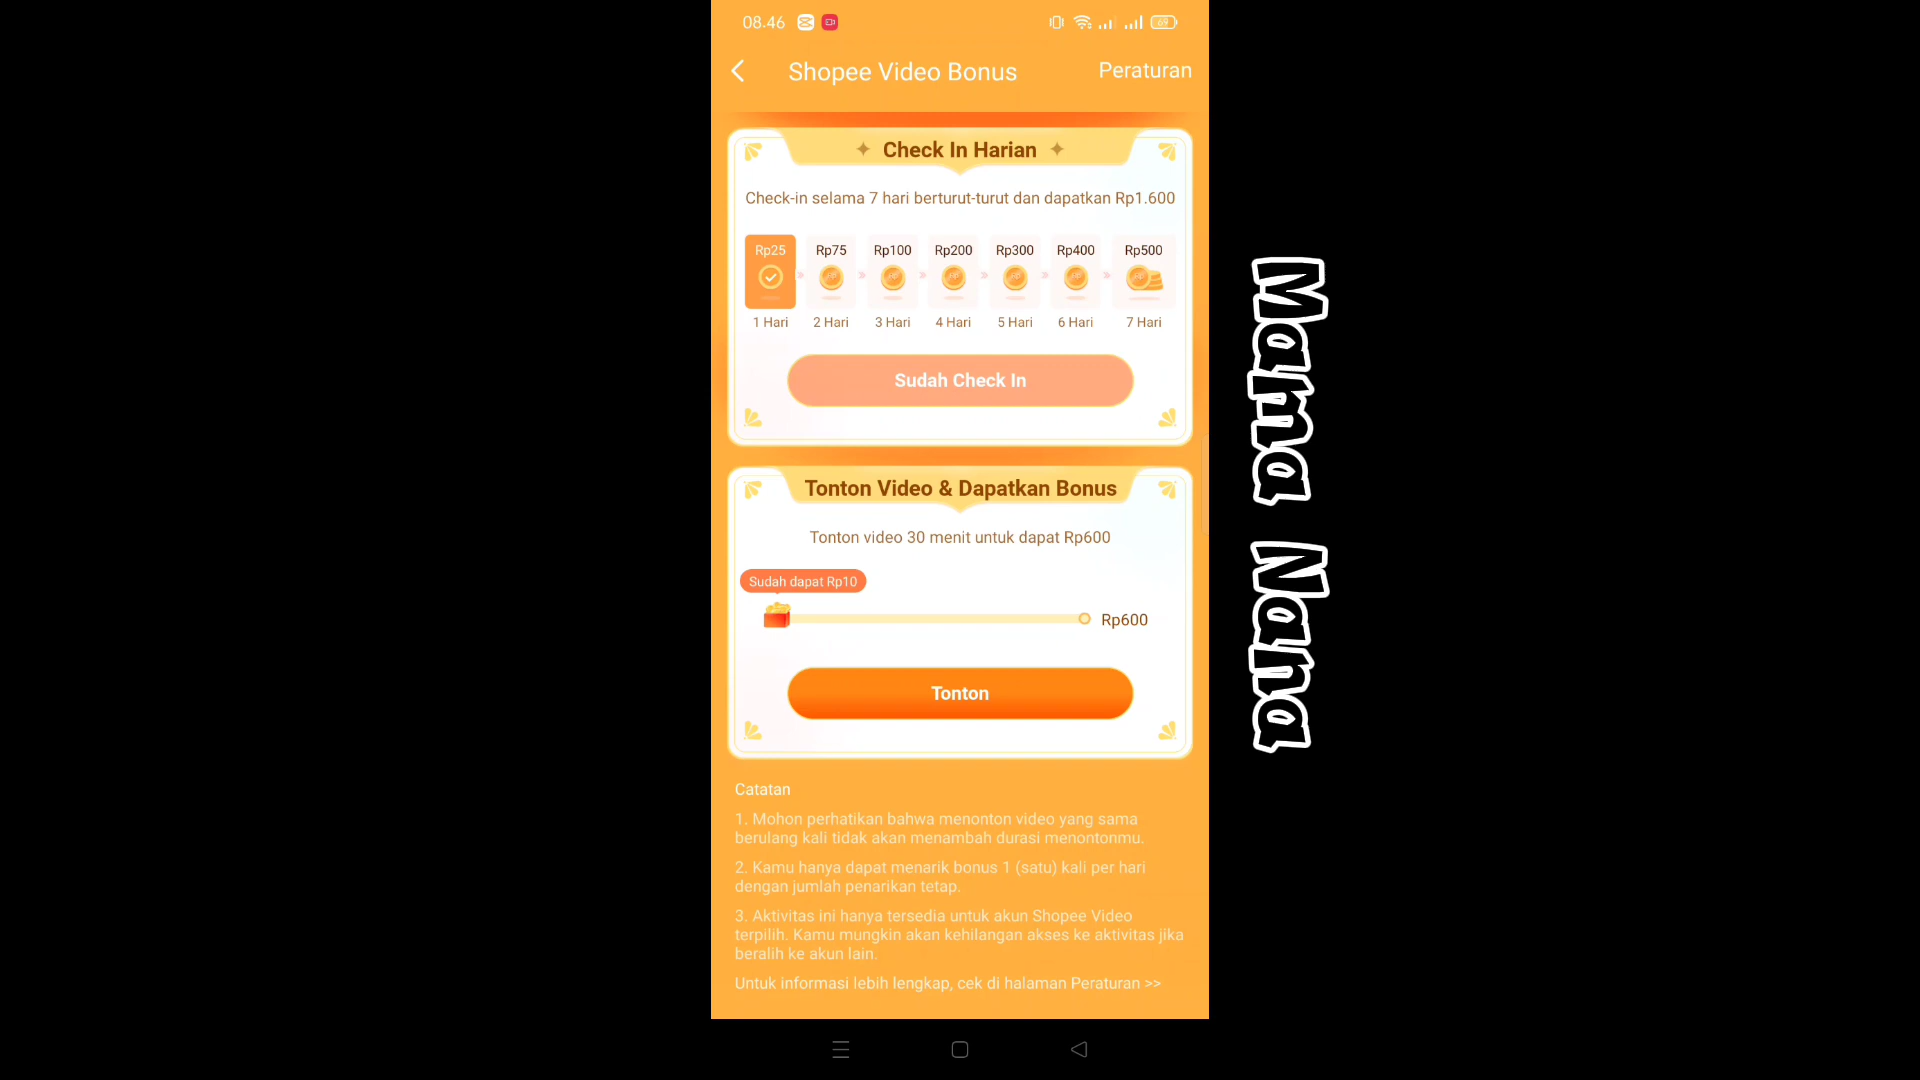 08.46
69
Shopee Video Bonus
Peraturan
Check In Harian
Check-in selama 7 hari berturut-turut dan dapatkan Rp1.600
Rp25 Rp75 Rp100 Rp200 Rp300 Rp400 Rp500
1 Hari 2 Hari 3 Hari 4 Hari 5 Hari 6 Hari 7 Hari
Sudah Check In
Tonton Video & Dapatkan Bonus
Tonton video 30 menit untuk dapat Rp600
Sudah dapat Rp10
Rp600
Tonton
Catatan
1. Mohon perhatikan bahwa menonton video yang sama
berulang kali tidak akan menambah durasi menontonmu.
2. Kamu hanya dapat menarik bonus 1 (satu) kali per hari
dengan jumlah penarikan tetap.
3. Aktivitas ini hanya tersedia untuk akun Shopee Video
terpilih. Kamu mungkin akan kehilangan akses ke aktivitas jika
beralih ke akun lain.
Untuk informasi lebih lengkap, cek di halaman Peraturan >>
Mama Nana